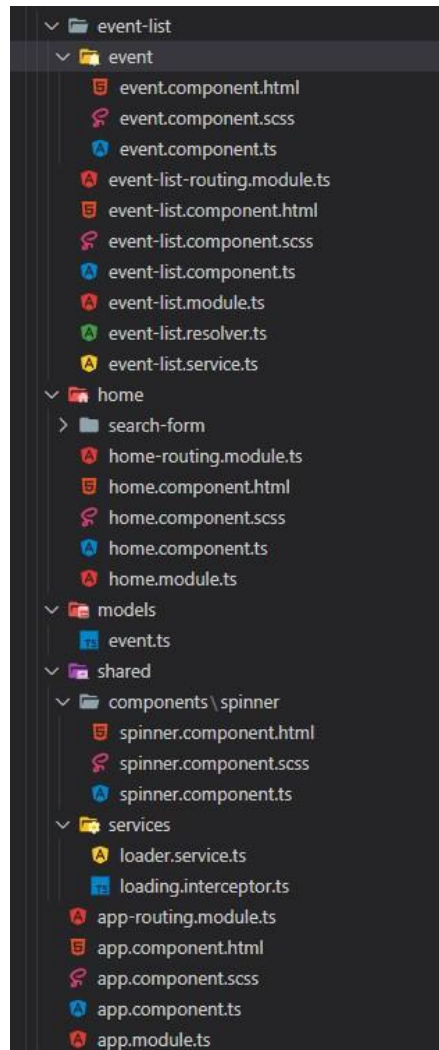 event-list
event
event.component.html
event.component.scss
event.component.ts
event-list-routing.module.ts
event-list.component.html
event-list.component.scss
event-list.component.ts
event-list.module.ts
event-list.resolver.ts
event-list.service.ts
home
search-form
home-routing.module.ts
home.component.html
home.component.scss
home.component.ts
home.module.ts
models
event.ts
shared
components\spinner
spinner.component.html
spinner.component.scss
spinner.component.ts
services
loader.service.ts
loading.interceptor.ts
app-routing.module.ts
app.component.html
app.component.scss
app.component.ts
app.module.ts